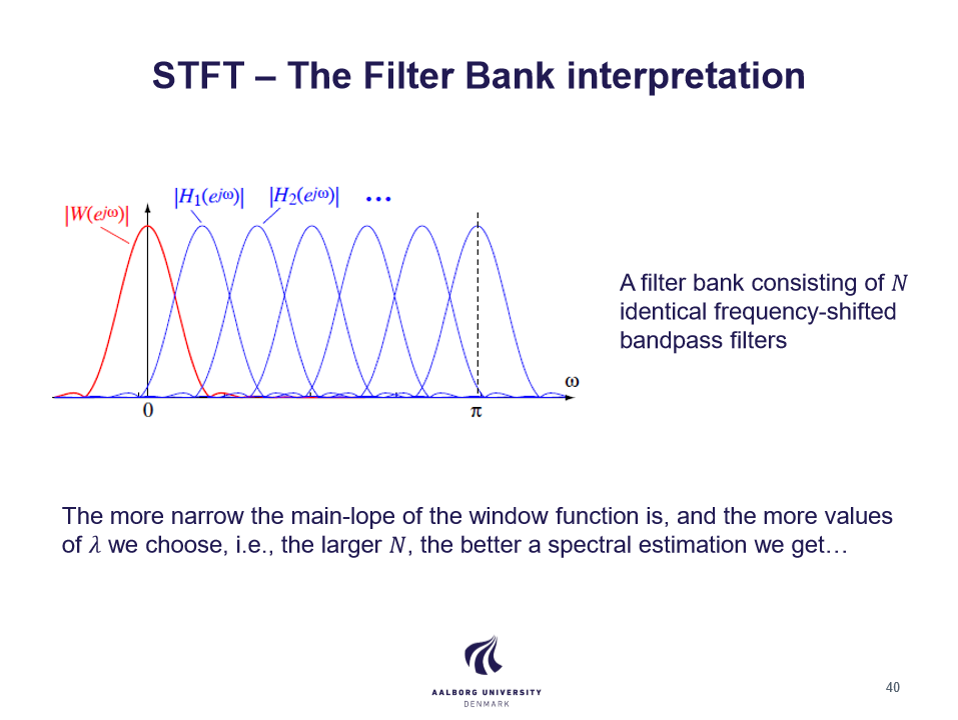 STFT – The Filter Bank interpretation
|W(e^{jω})|
|H₁(e^{jω})|
|H₂(e^{jω})|
...
A filter bank consisting of N
identical frequency-shifted
bandpass filters
ω
0
π
The more narrow the main-lope of the window function is, and the more values
of λ we choose, i.e., the larger N, the better a spectral estimation we get…
AALBORG UNIVERSITY
DENMARK
40